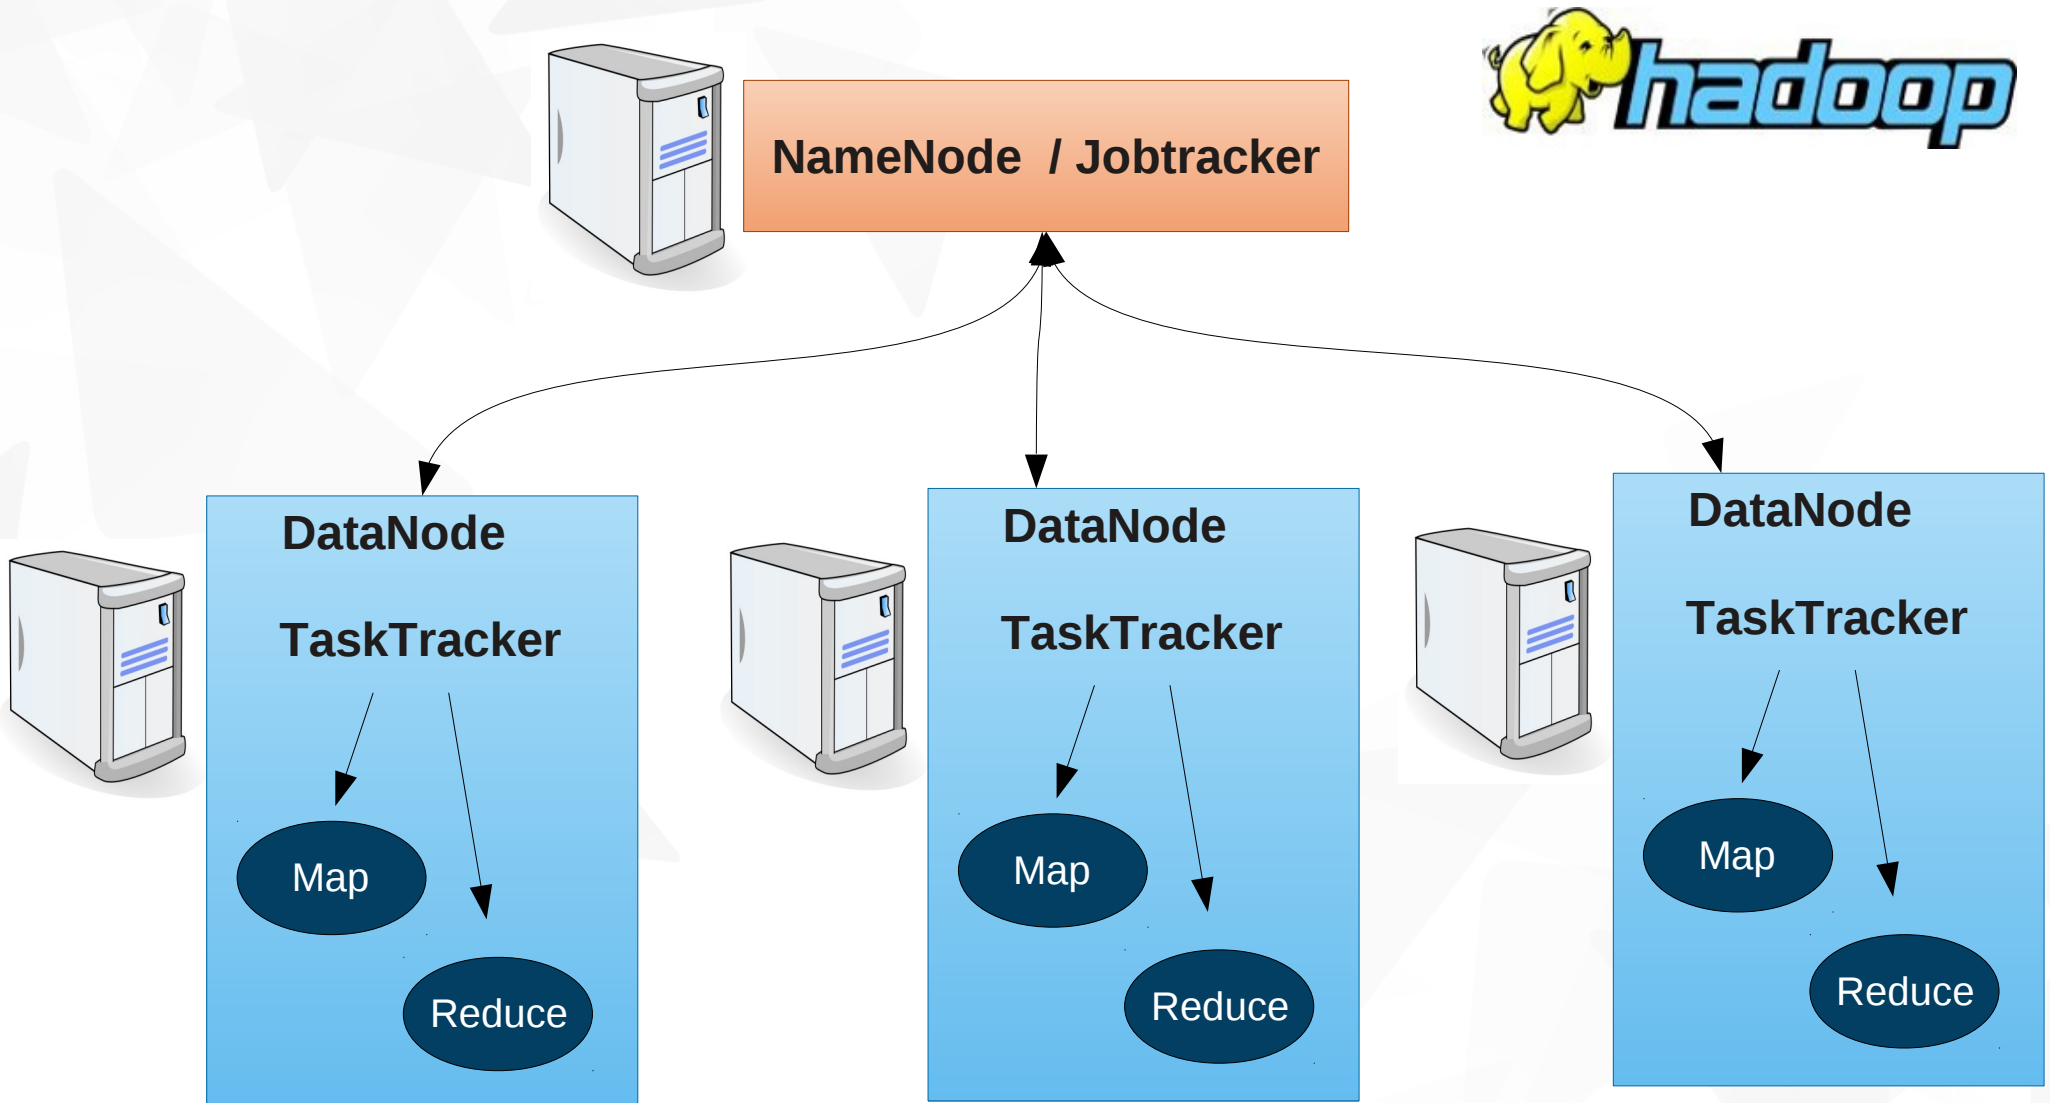 hadoop
NameNode / Jobtracker
DataNode
TaskTracker
Map
Reduce
DataNode
TaskTracker
Map
Reduce
DataNode
TaskTracker
Map
Reduce